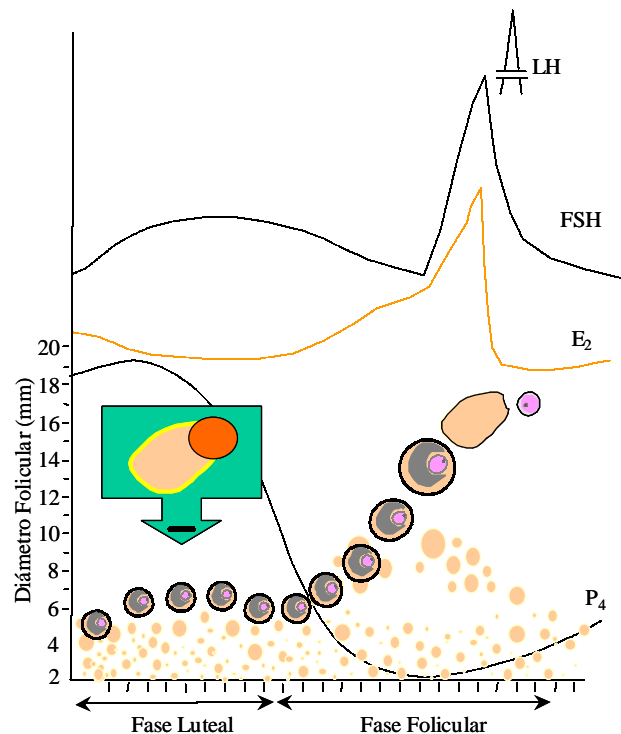 LH
FSH
E2
Diámetro Folicular (mm)
20
18
16
14
12
10
8
6
4
2
P4
Fase Luteal
Fase Folicular